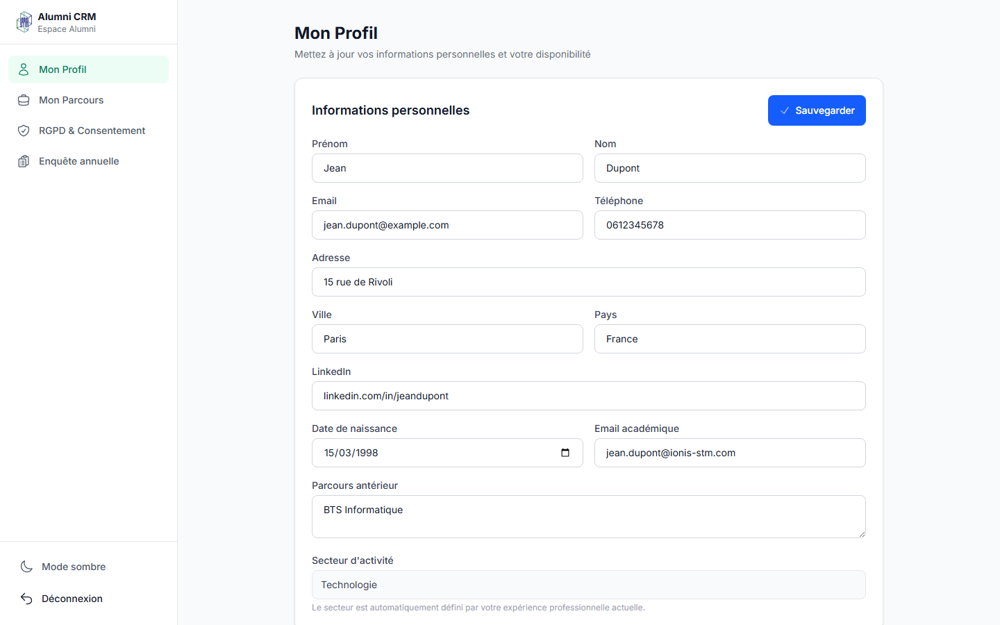 Alumni CRM
Espace Alumni
Mon Profil
Mon Parcours
RGPD & Consentement
Enquête annuelle
Mode sombre
Déconnexion
Mon Profil
Mettez à jour vos informations personnelles et votre disponibilité
Informations personnelles
Sauvegarder
Prénom
Nom
Jean
Dupont
Email
Téléphone
jean.dupont@example.com
0612345678
Adresse
15 rue de Rivoli
Ville
Pays
Paris
France
LinkedIn
linkedin.com/in/jeandupont
Date de naissance
Email académique
15/03/1998
jean.dupont@ionis-stm.com
Parcours antérieur
BTS Informatique
Secteur d'activité
Technologie
Le secteur est automatiquement défini par votre expérience professionnelle actuelle.